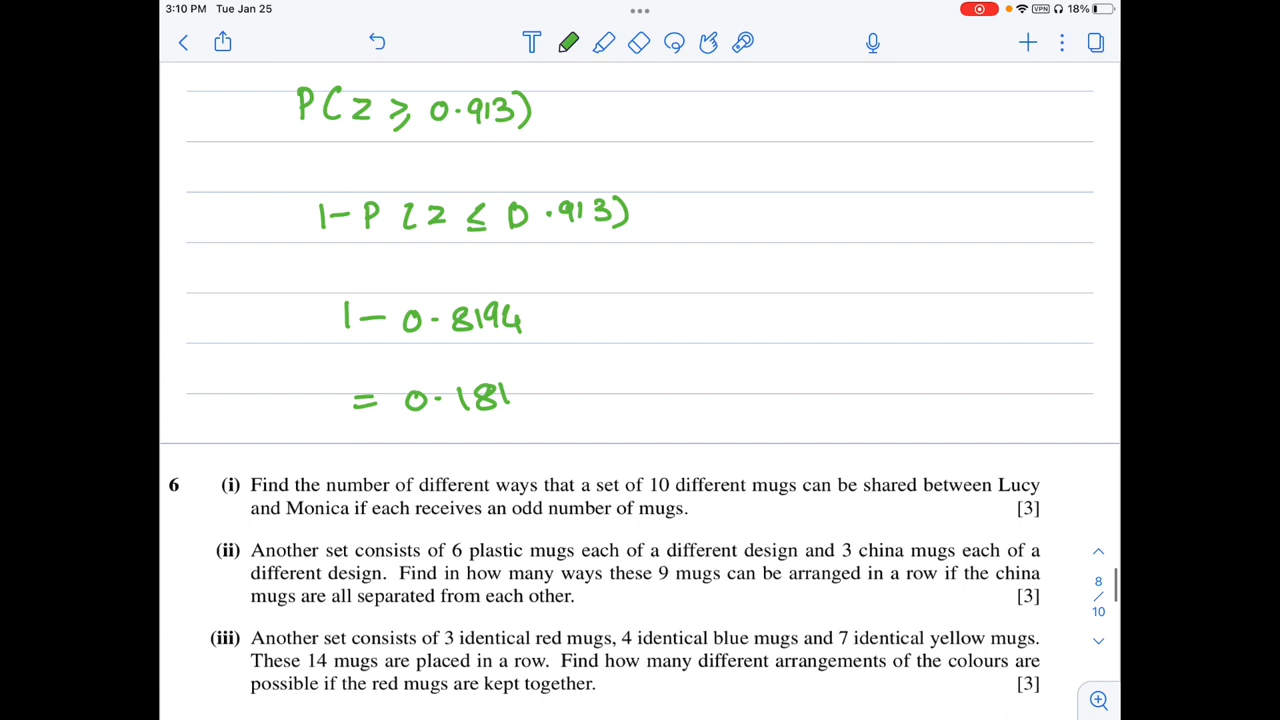 3:10 PM Tue Jan 25
VPN 18%
P(z ⩾ 0.913)
1 - P(z ≤ 0.913)
1 - 0.8194
= 0.181
6 (i) Find the number of different ways that a set of 10 different mugs can be shared between Lucy
and Monica if each receives an odd number of mugs. [3]
(ii) Another set consists of 6 plastic mugs each of a different design and 3 china mugs each of a
different design. Find in how many ways these 9 mugs can be arranged in a row if the china
mugs are all separated from each other. [3]
(iii) Another set consists of 3 identical red mugs, 4 identical blue mugs and 7 identical yellow mugs.
These 14 mugs are placed in a row. Find how many different arrangements of the colours are
possible if the red mugs are kept together. [3]
8
/
10